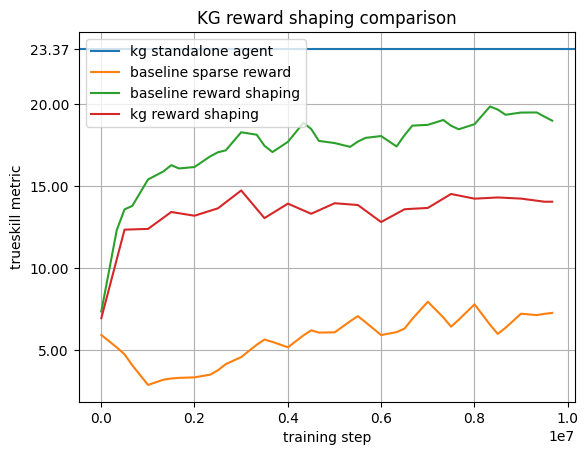 KG reward shaping comparison
23.37
20.00
15.00
10.00
5.00
trueskill metric
kg standalone agent
baseline sparse reward
baseline reward shaping
kg reward shaping
0.0 0.2 0.4 0.6 0.8 1.0
1e7
training step